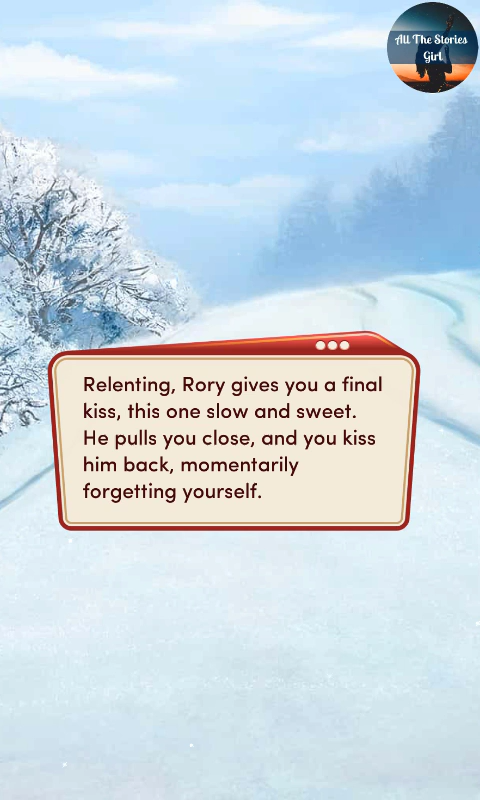 All The Stories
Girl
Relenting, Rory gives you a final
kiss, this one slow and sweet.
He pulls you close, and you kiss
him back, momentarily
forgetting yourself.